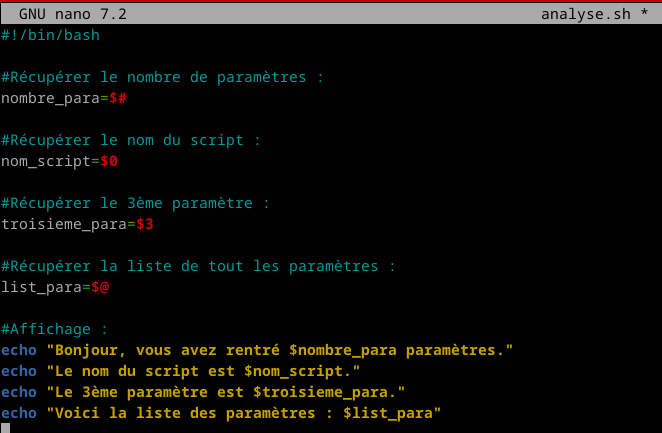 GNU nano 7.2 analyse.sh *
#!/bin/bash
#Récupérer le nombre de paramètres :
nombre_para=$#
#Récupérer le nom du script :
nom_script=$0
#Récupérer le 3ème paramètre :
troisieme_para=$3
#Récupérer la liste de tout les paramètres :
list_para=$@
#Affichage :
echo "Bonjour, vous avez rentré $nombre_para paramètres."
echo "Le nom du script est $nom_script."
echo "Le 3ème paramètre est $troisieme_para."
echo "Voici la liste des paramètres : $list_para"